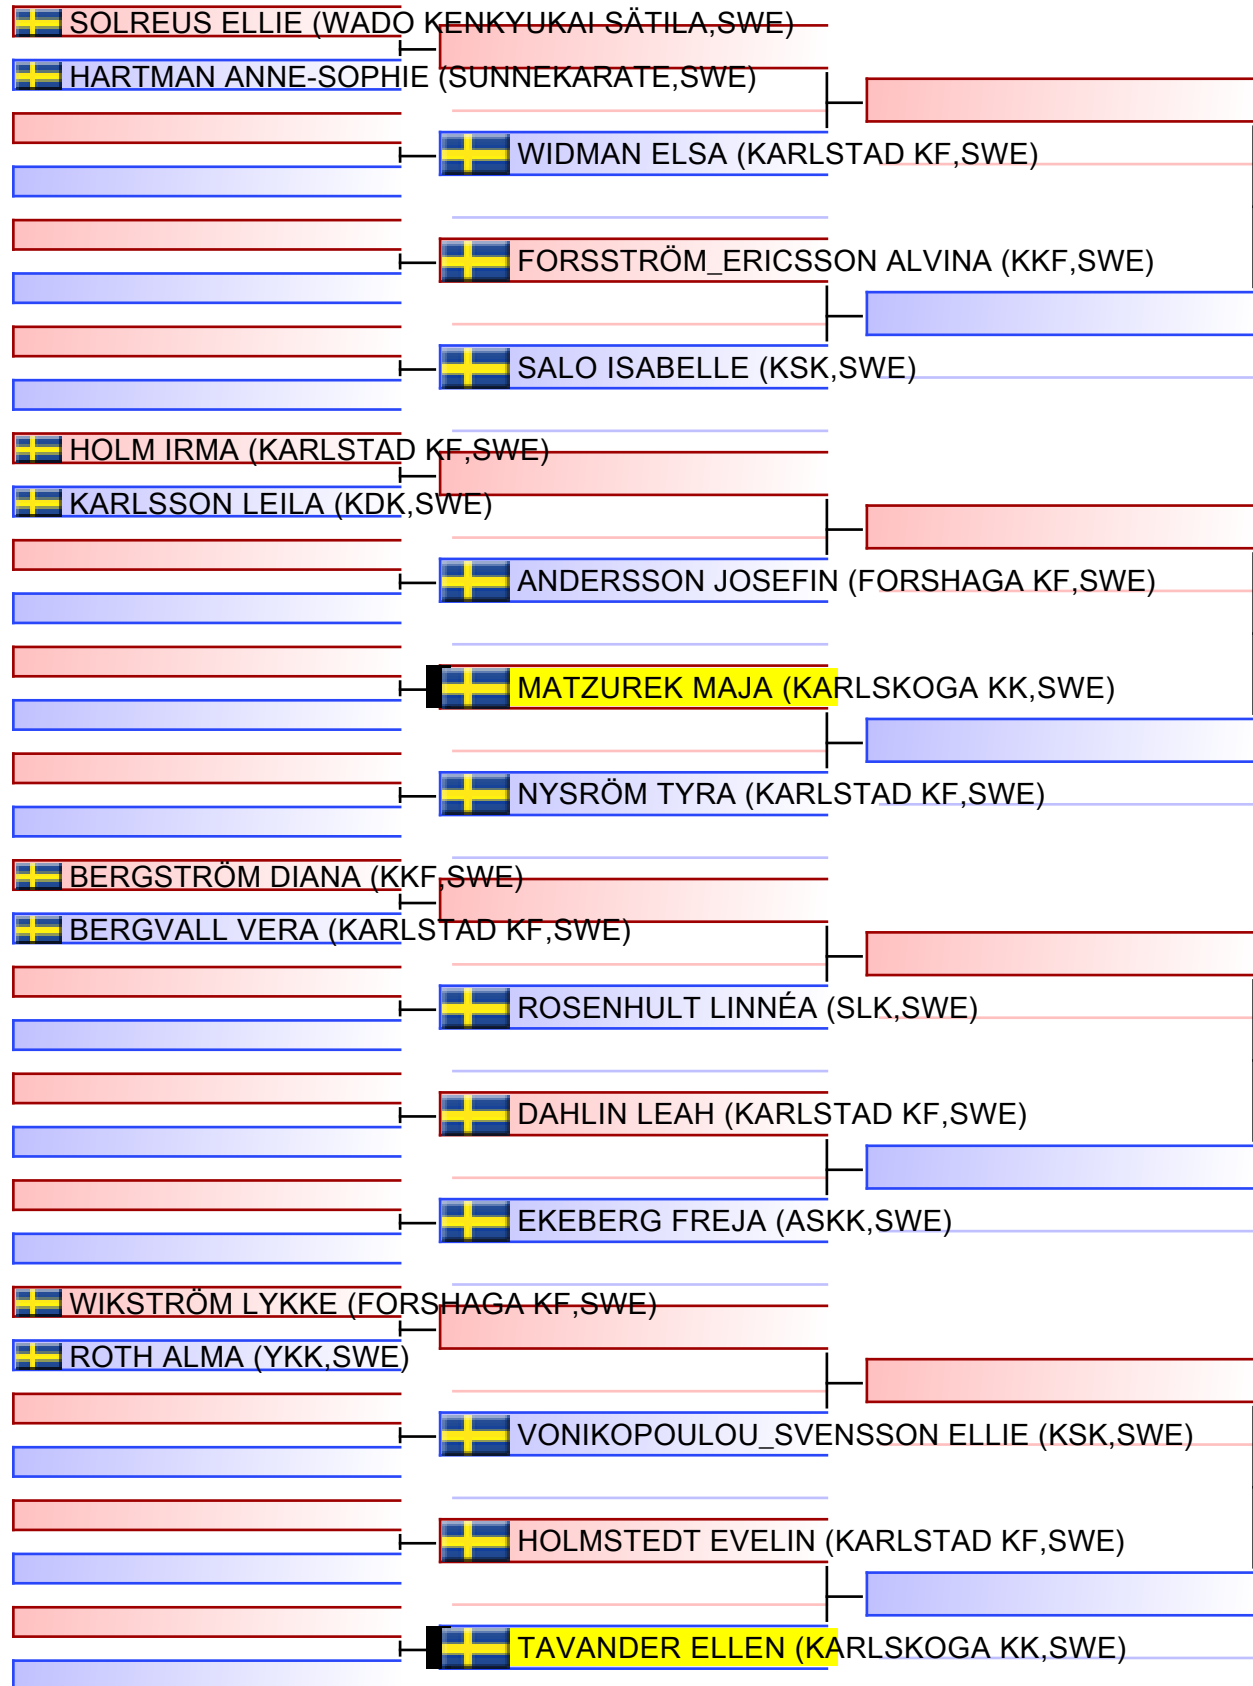 SOLREUS ELLIE (WADO KENKYUKAI SÄTILA,SWE)
HARTMAN ANNE-SOPHIE (SUNNEKARATE,SWE)
WIDMAN ELSA (KARLSTAD KF,SWE)
FORSSTRÖM_ERICSSON ALVINA (KKF,SWE)
SALO ISABELLE (KSK,SWE)
HOLM IRMA (KARLSTAD KF,SWE)
KARLSSON LEILA (KDK,SWE)
ANDERSSON JOSEFIN (FORSHAGA KF,SWE)
MATZUREK MAJA (KARLSKOGA KK,SWE)
NYSRÖM TYRA (KARLSTAD KF,SWE)
BERGSTRÖM DIANA (KKF,SWE)
BERGVALL VERA (KARLSTAD KF,SWE)
ROSENHULT LINNÉA (SLK,SWE)
DAHLIN LEAH (KARLSTAD KF,SWE)
EKEBERG FREJA (ASKK,SWE)
WIKSTRÖM LYKKE (FORSHAGA KF,SWE)
ROTH ALMA (YKK,SWE)
VONIKOPOULOU_SVENSSON ELLIE (KSK,SWE)
HOLMSTEDT EVELIN (KARLSTAD KF,SWE)
TAVANDER ELLEN (KARLSKOGA KK,SWE)